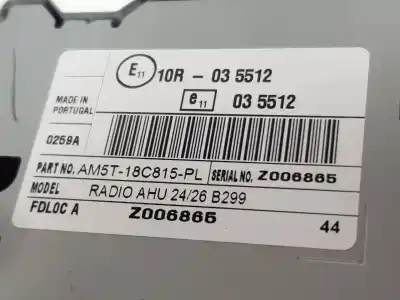 E11 10R - 03 5512
e11 03 5512
MADE IN
PORTUGAL
0259A
PART NO. AM5T-18C815-PL SERIAL NO. Z006865
MODEL RADIO AHU 24/26 B299
FDLOC A Z006865 44